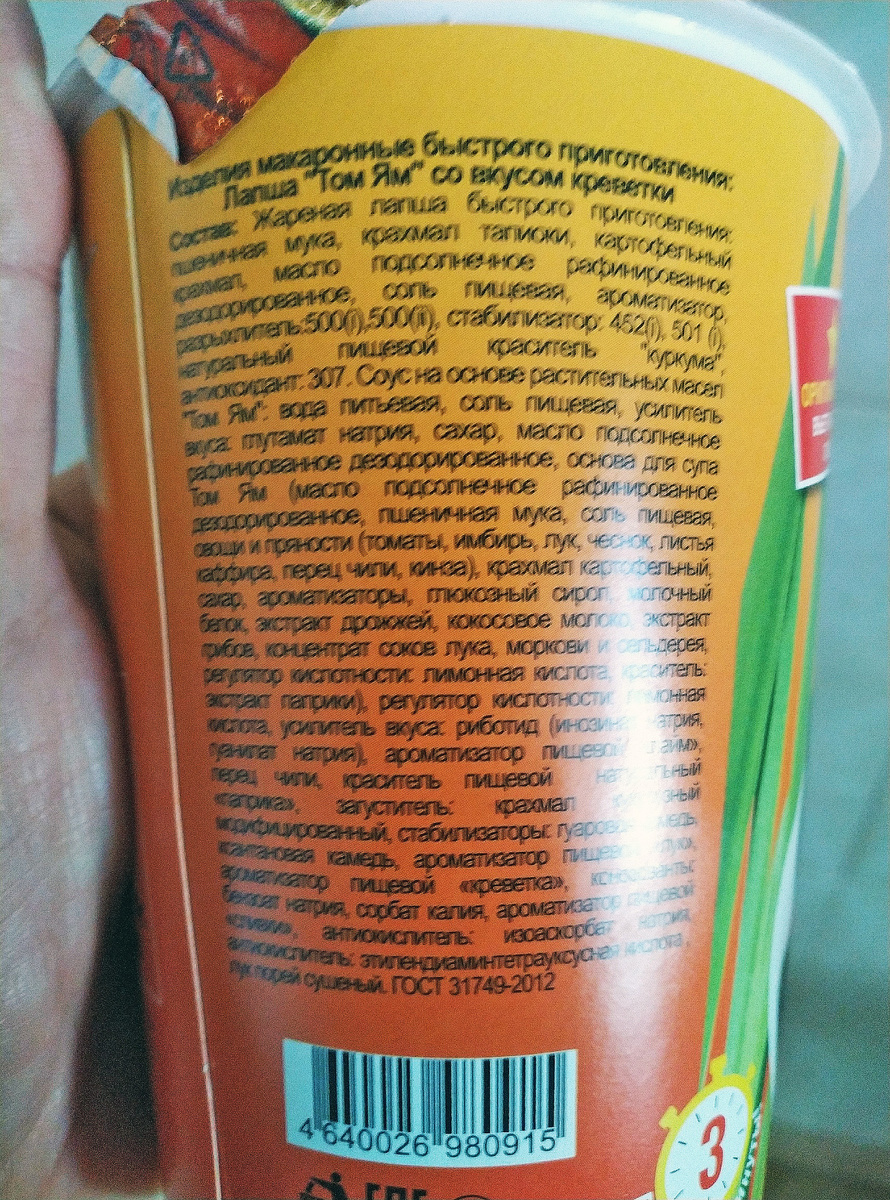 Изделия макаронные быстрого приготовления:
Лапша "Том Ям" со вкусом креветки
Состав: Жареная лапша быстрого приготовления:
пшеничная мука, крахмал тапиоки, картофельный
крахмал, масло подсолнечное рафинированное
дезодорированное, соль пищевая, ароматизатор,
разрыхлитель:500(i),500(ii), стабилизатор: 452(i), 501 (i),
натуральный пищевой краситель "куркума",
антиоксидант: 307. Соус на основе растительных масел
"Том Ям": вода питьевая, соль пищевая, усилитель
вкуса: глутамат натрия, сахар, масло подсолнечное
рафинированное дезодорированное, основа для супа
Том Ям (масло подсолнечное рафинированное
дезодорированное, пшеничная мука, соль пищевая,
овощи и пряности (томаты, имбирь, лук, чеснок, листья
каффира, перец чили, кинза), крахмал картофельный,
сахар, ароматизаторы, глюкозный сироп, молочный
белок, экстракт дрожжей, кокосовое молоко, экстракт
грибов, концентрат соков лука, моркови и сельдерея,
регулятор кислотности: лимонная кислота, краситель:
экстракт паприки), регулятор кислотности: лимонная
кислота, усилитель вкуса: риботид (инозинат натрия,
гуанилат натрия), ароматизатор пищевой «лайм»,
перец чили, краситель пищевой натуральный
«паприка», загуститель: крахмал
модифицированный, стабилизаторы: гуаровая камедь,
ксантановая камедь, ароматизатор пищевой «лук»,
ароматизатор пищевой «креветка», консерванты:
бензоат натрия, сорбат калия, ароматизатор пищевой
«сливки», антиокислитель: изоаскорбат натрия,
антиокислитель: этилендиаминтетрауксусная кислота,
лук порей сушеный. ГОСТ 31749-2012
4 640026 980915
3